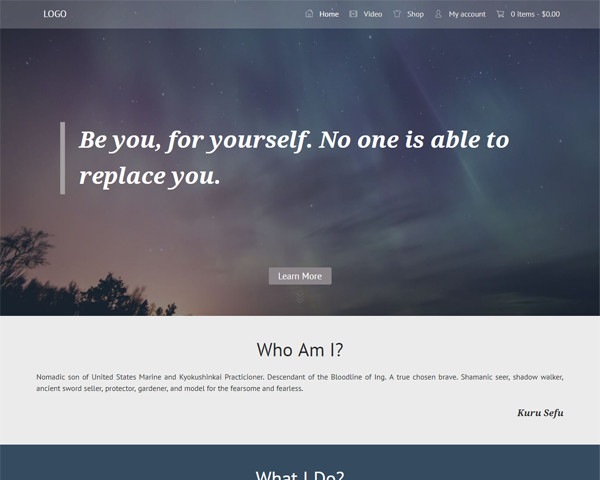 LOGO
Home Video Shop My account 0 items - $0.00
Be you, for yourself. No one is able to
replace you.
Learn More
Who Am I?
Nomadic son of United States Marine and Kyokushinkai Practicioner. Descendant of the Bloodline of Ing. A true chosen brave. Shamanic seer, shadow walker,
ancient sword seller, protector, gardener, and model for the fearsome and fearless.
Kuru Sefu
What I Do?